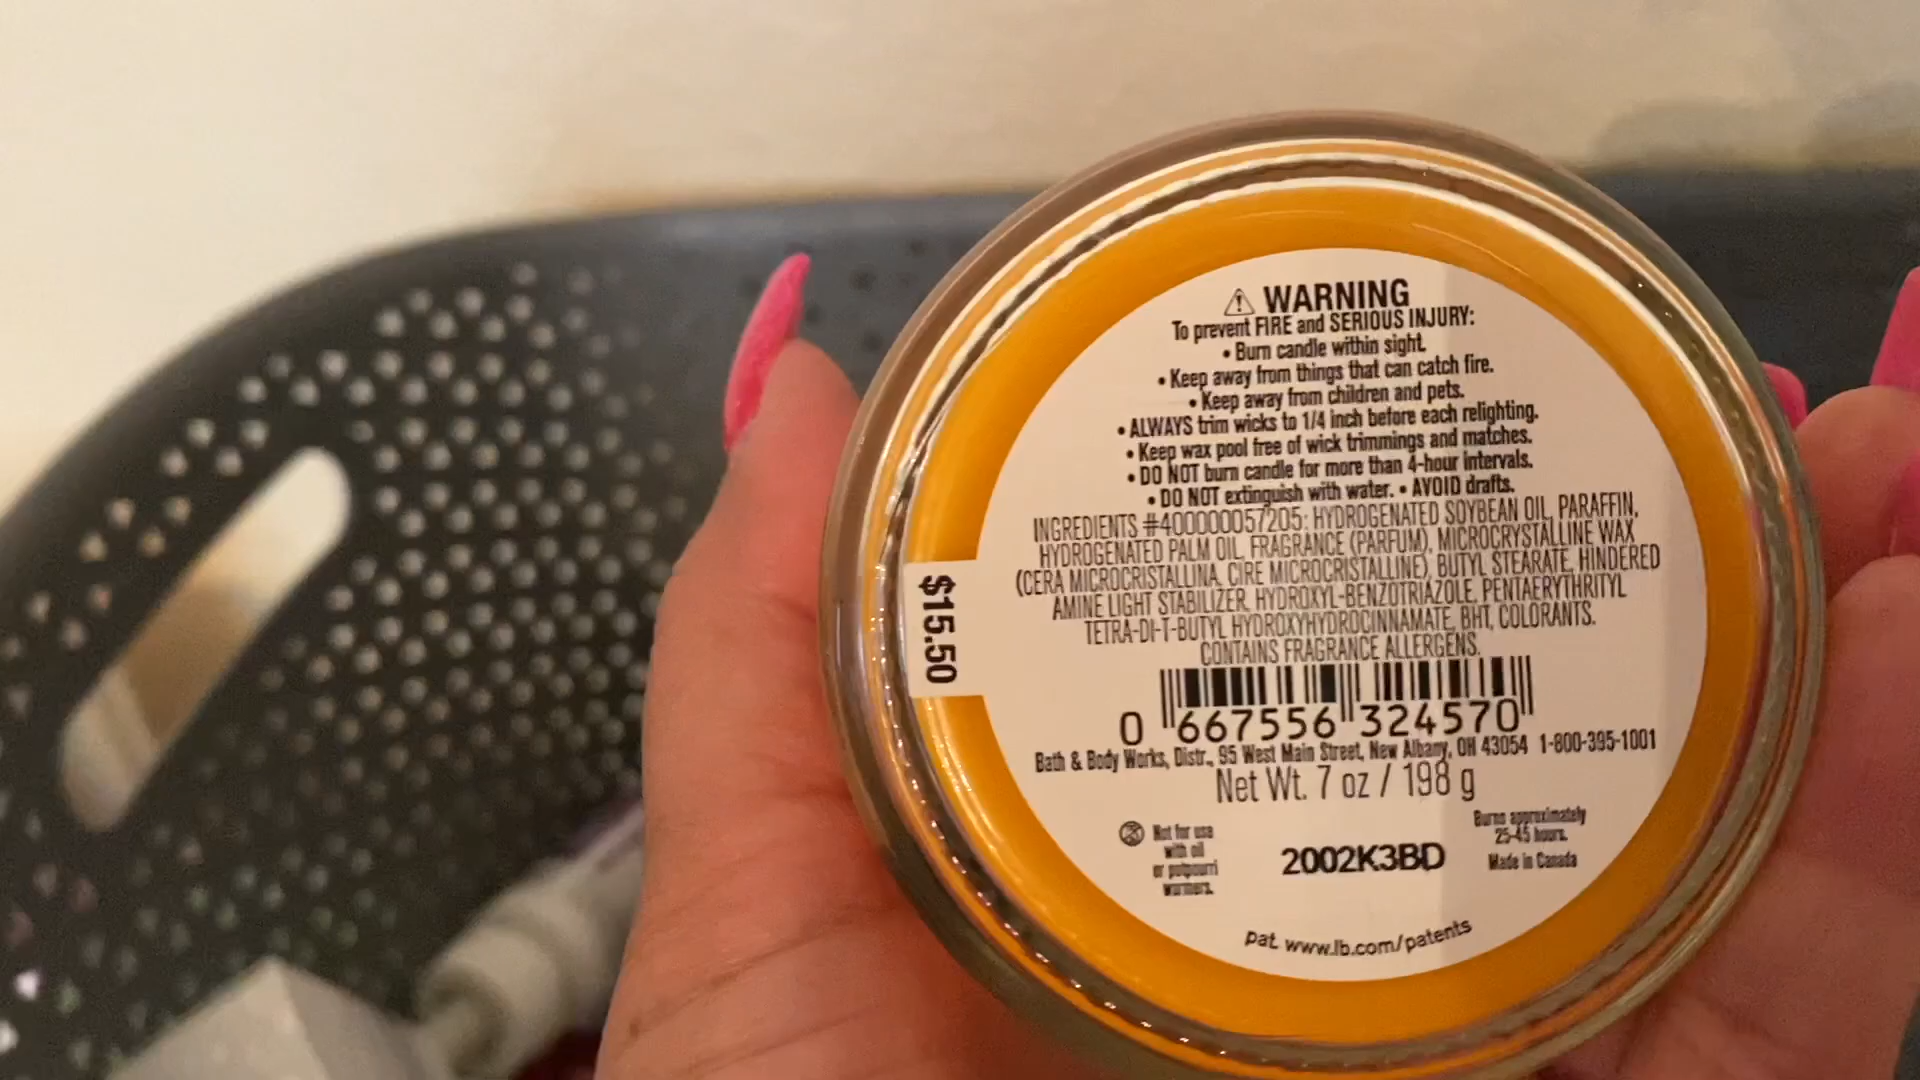 ⚠ WARNING
To prevent FIRE and SERIOUS INJURY:
• Burn candle within sight.
• Keep away from things that can catch fire.
• Keep away from children and pets.
• ALWAYS trim wicks to 1/4 inch before each relighting.
• Keep wax pool free of wick trimmings and matches.
• DO NOT burn candle for more than 4-hour intervals.
• DO NOT extinguish with water. • AVOID drafts.
INGREDIENTS #400000057205: HYDROGENATED SOYBEAN OIL, PARAFFIN,
HYDROGENATED PALM OIL, FRAGRANCE (PARFUM), MICROCRYSTALLINE WAX
(CERA MICROCRISTALLINA, CIRE MICROCRISTALLINE), BUTYL STEARATE, HINDERED
AMINE LIGHT STABILIZER, HYDROXYL-BENZOTRIAZOLE, PENTAERYTHRITYL
TETRA-DI-T-BUTYL HYDROXYHYDROCINNAMATE, BHT, COLORANTS.
CONTAINS FRAGRANCE ALLERGENS.
$15.50
0 667556 324570
Bath & Body Works, Distr., 95 West Main Street, New Albany, OH 43054 1-800-395-1001
Net Wt. 7 oz / 198 g
Not for use
with oil
or potpourri
warmers.
2002K3BD
Burns approximately
25-45 hours.
Made in Canada
pat. www.lb.com/patents